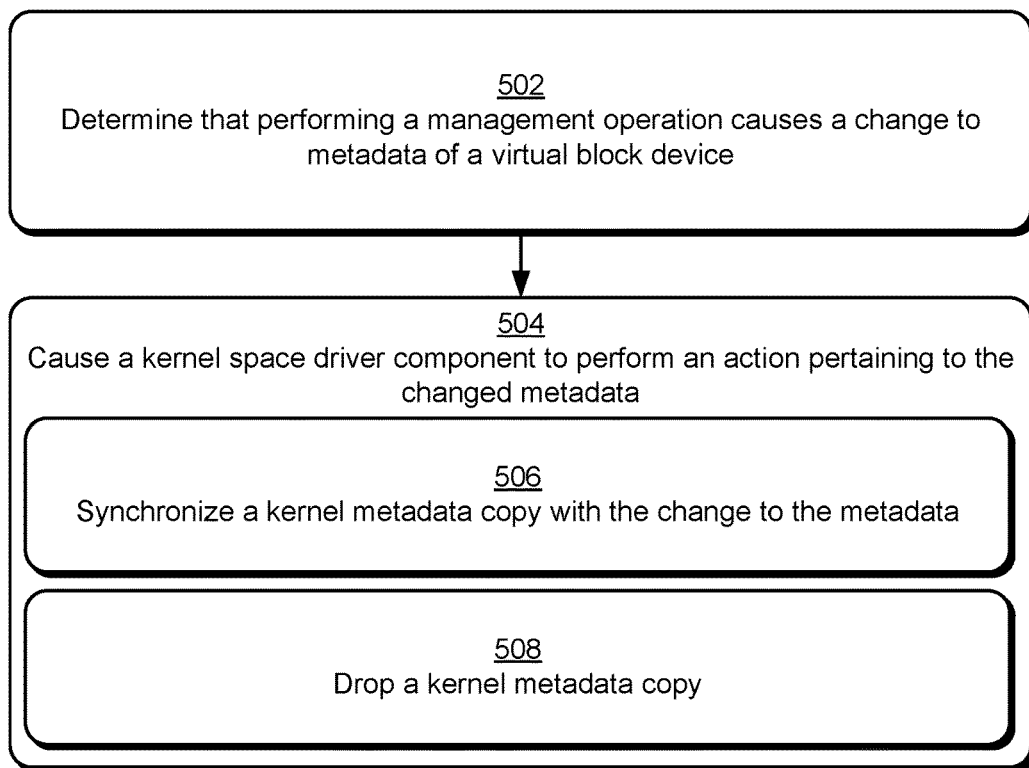 502
Determine that performing a management operation causes a change to
metadata of a virtual block device
504
Cause a kernel space driver component to perform an action pertaining to the
changed metadata
506
Synchronize a kernel metadata copy with the change to the metadata
508
Drop a kernel metadata copy